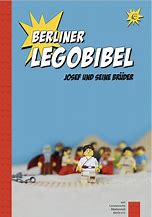 BERLINER
LEGOBIBEL
JOSEF UND SEINE BRÜDER